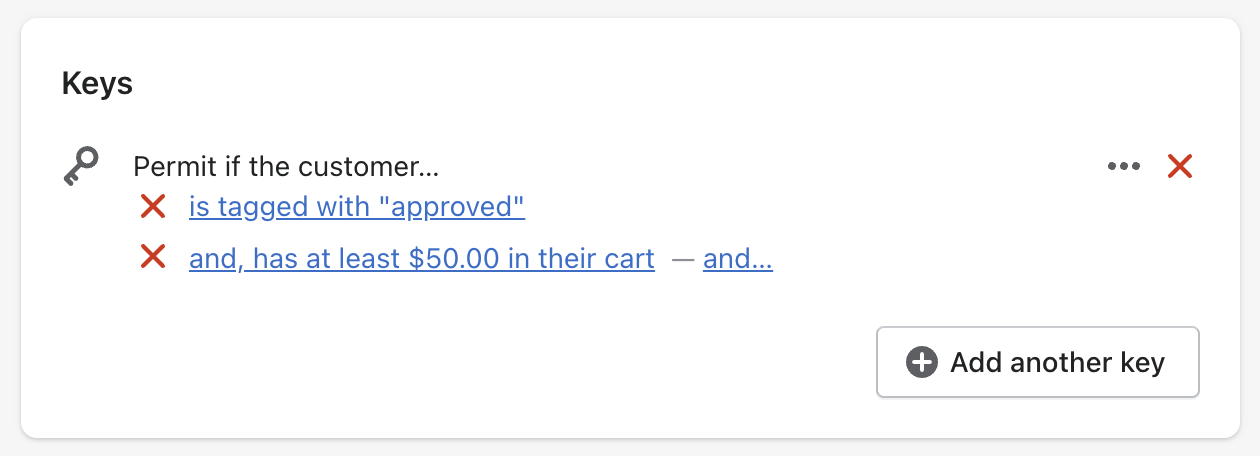 Keys
Permit if the customer...
is tagged with "approved"
and, has at least $50.00 in their cart — and...
Add another key